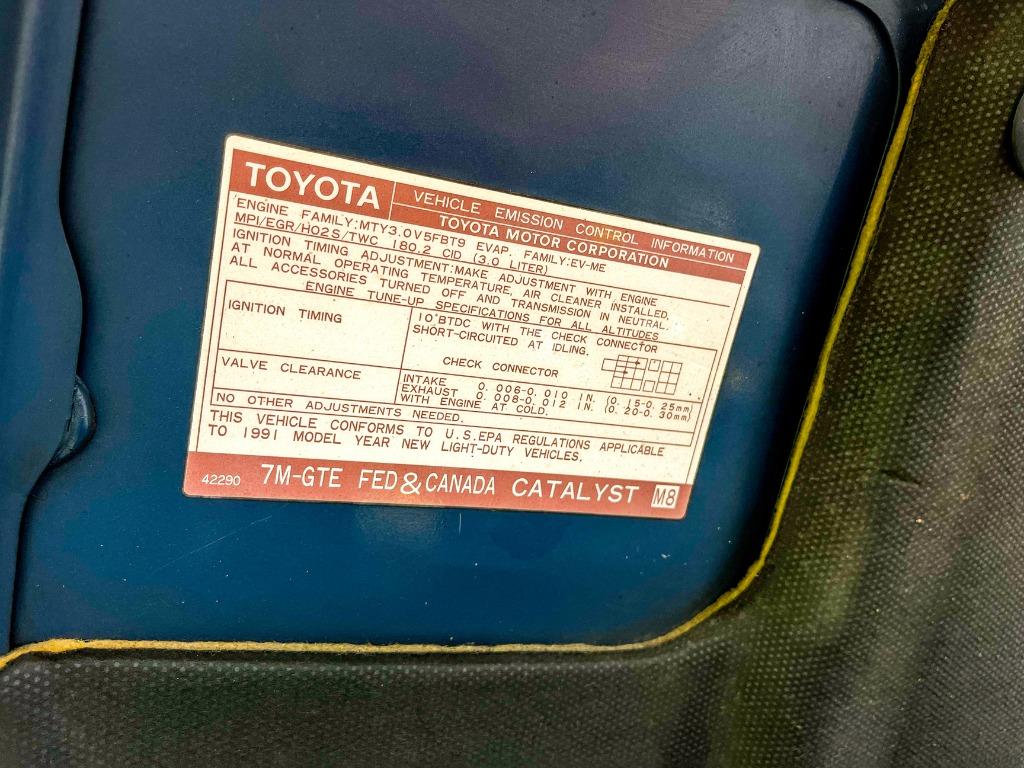 TOYOTA
VEHICLE EMISSION CONTROL INFORMATION
TOYOTA MOTOR CORPORATION
ENGINE FAMILY:MTY3.0V5FBT9 EVAP. FAMILY:EV-ME
MPI/EGR/HO2S/TWC 180.2 CID (3.0 LITER)
IGNITION TIMING ADJUSTMENT:MAKE ADJUSTMENT WITH ENGINE
AT NORMAL OPERATING TEMPERATURE, AIR CLEANER INSTALLED,
ALL ACCESSORIES TURNED OFF AND TRANSMISSION IN NEUTRAL.
ENGINE TUNE-UP SPECIFICATIONS FOR ALL ALTITUDES
IGNITION TIMING
10°BTDC WITH THE CHECK CONNECTOR
SHORT-CIRCUITED AT IDLING.
CHECK CONNECTOR
VALVE CLEARANCE
INTAKE 0.006-0.010 IN. (0.15-0.25mm)
EXHAUST 0.008-0.012 IN. (0.20-0.30mm)
WITH ENGINE AT COLD.
NO OTHER ADJUSTMENTS NEEDED.
THIS VEHICLE CONFORMS TO U.S.EPA REGULATIONS APPLICABLE
TO 1991 MODEL YEAR NEW LIGHT-DUTY VEHICLES.
42290 7M-GTE FED & CANADA CATALYST M8